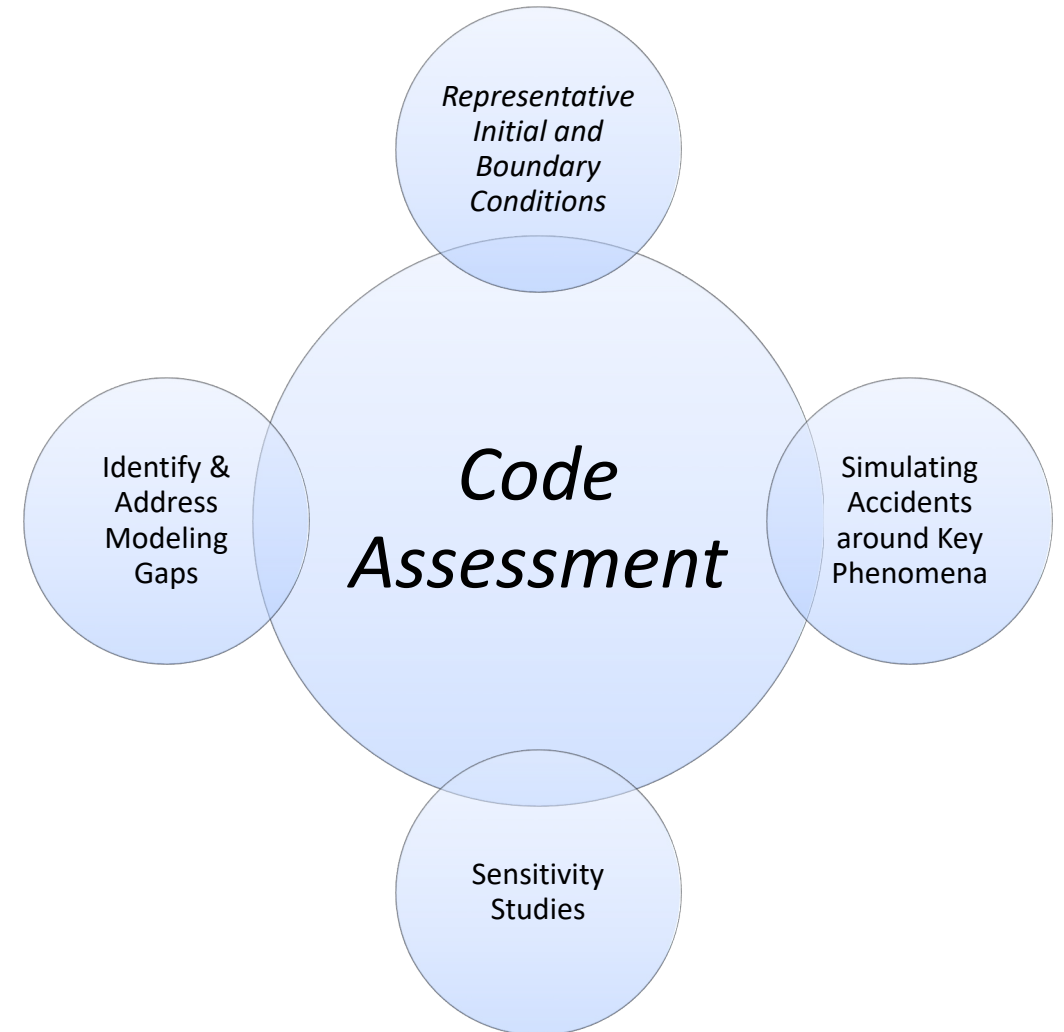 Representative
Initial and
Boundary
Conditions
Identify &
Address
Modeling
Gaps
Code
Assessment
Simulating
Accidents
around Key
Phenomena
Sensitivity
Studies